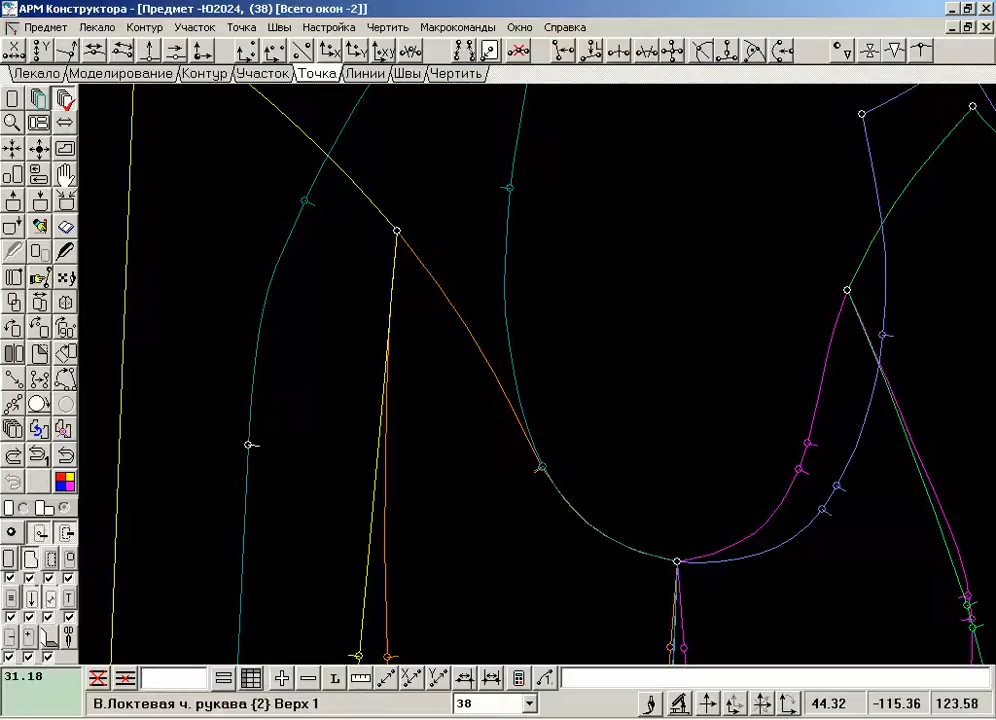 АРМ Конструктора - [Предмет -Ю2024, (38) [Всего окон -2]]
Предмет Лекало Контур Участок Точка Швы Настройка Чертить Макрокоманды Окно Справка
Лекало Моделирование Контур Участок Точка Линии Швы Чертить
31.18
L
В.Локтевая ч. рукава {2} Верх 1
38
44.32 -115.36 123.58